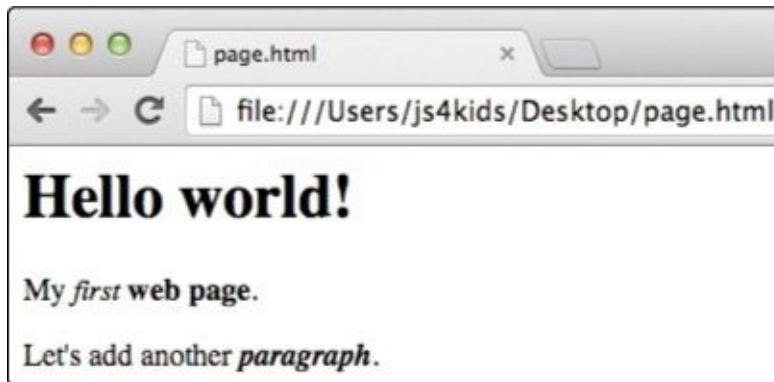 page.html
file:///Users/js4kids/Desktop/page.html
Hello world!
My first web page.
Let's add another paragraph.